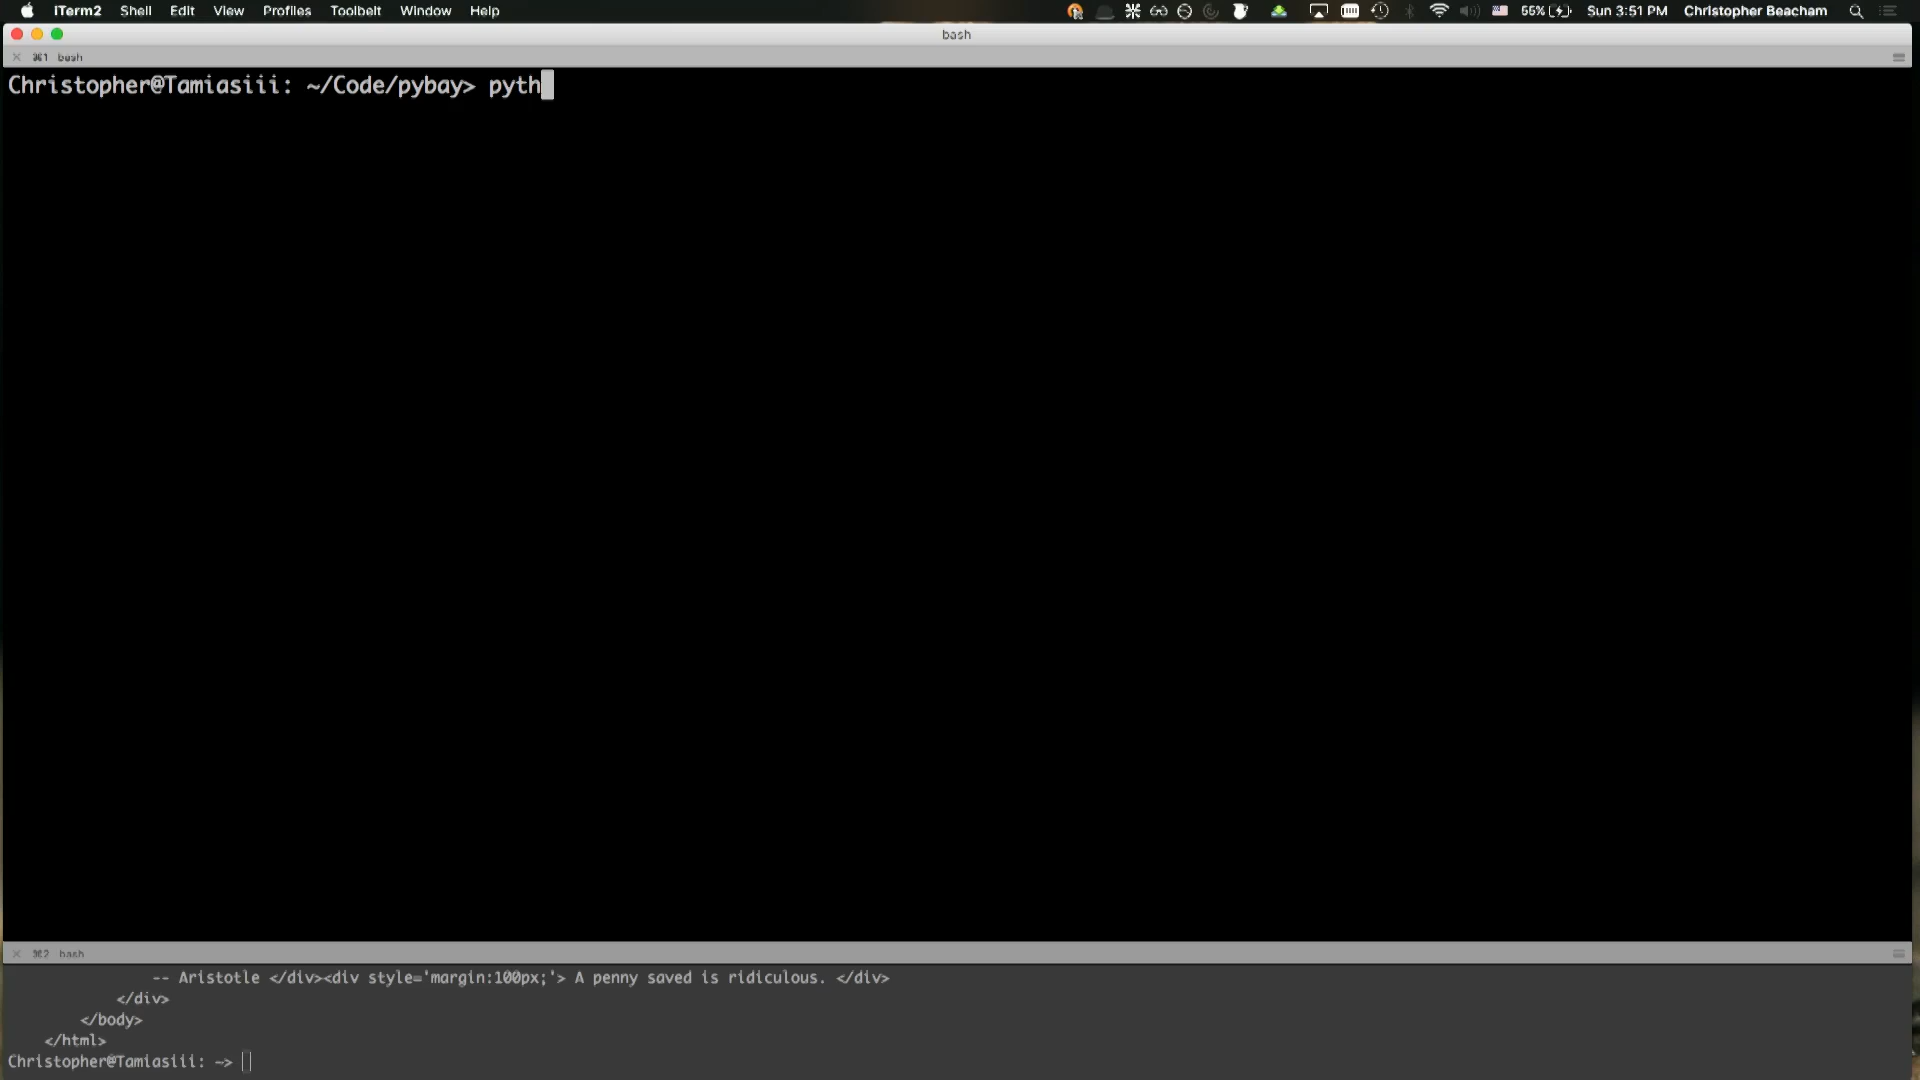 iTerm2 Shell Edit View Profiles Toolbelt Window Help 55% Sun 3:51 PM Christopher Beacham
bash
⌘1 bash
Christopher@Tamiasiii: ~/Code/pybay> pyth
⌘2 bash
-- Aristotle </div><div style='margin:100px;'> A penny saved is ridiculous. </div>
</div>
</body>
</html>
Christopher@Tamiasiii: ~>